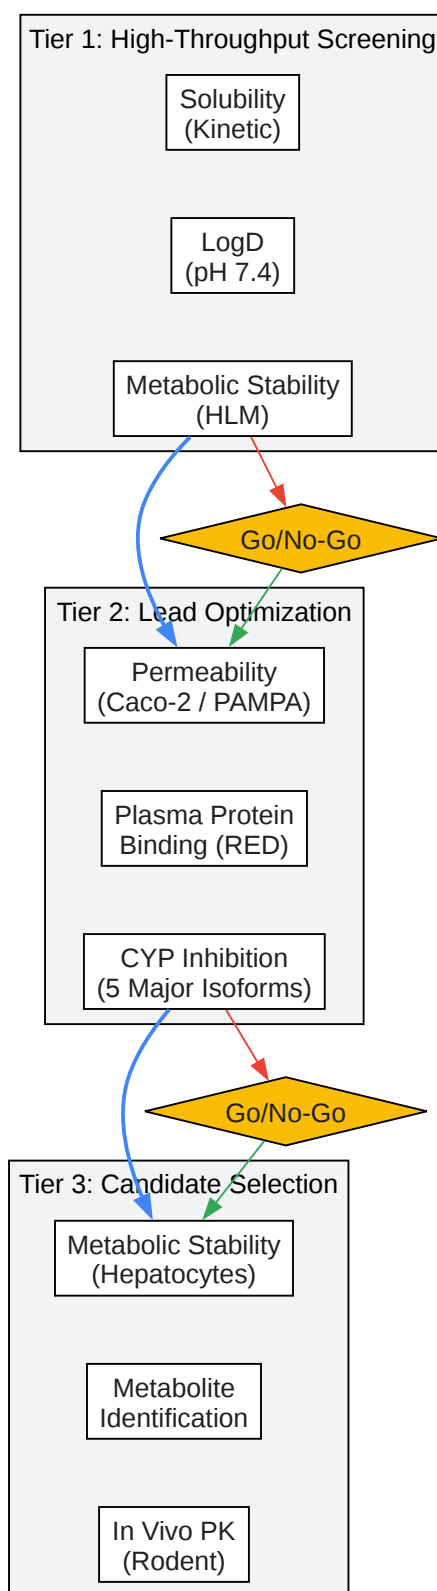 Tier 1: High-Throughput Screening
Solubility
(Kinetic)
LogD
(pH 7.4)
Metabolic Stability
(HLM)
Go/No-Go
Tier 2: Lead Optimization
Permeability
(Caco-2 / PAMPA)
Plasma Protein
Binding (RED)
CYP Inhibition
(5 Major Isoforms)
Go/No-Go
Tier 3: Candidate Selection
Metabolic Stability
(Hepatocytes)
Metabolite
Identification
In Vivo PK
(Rodent)